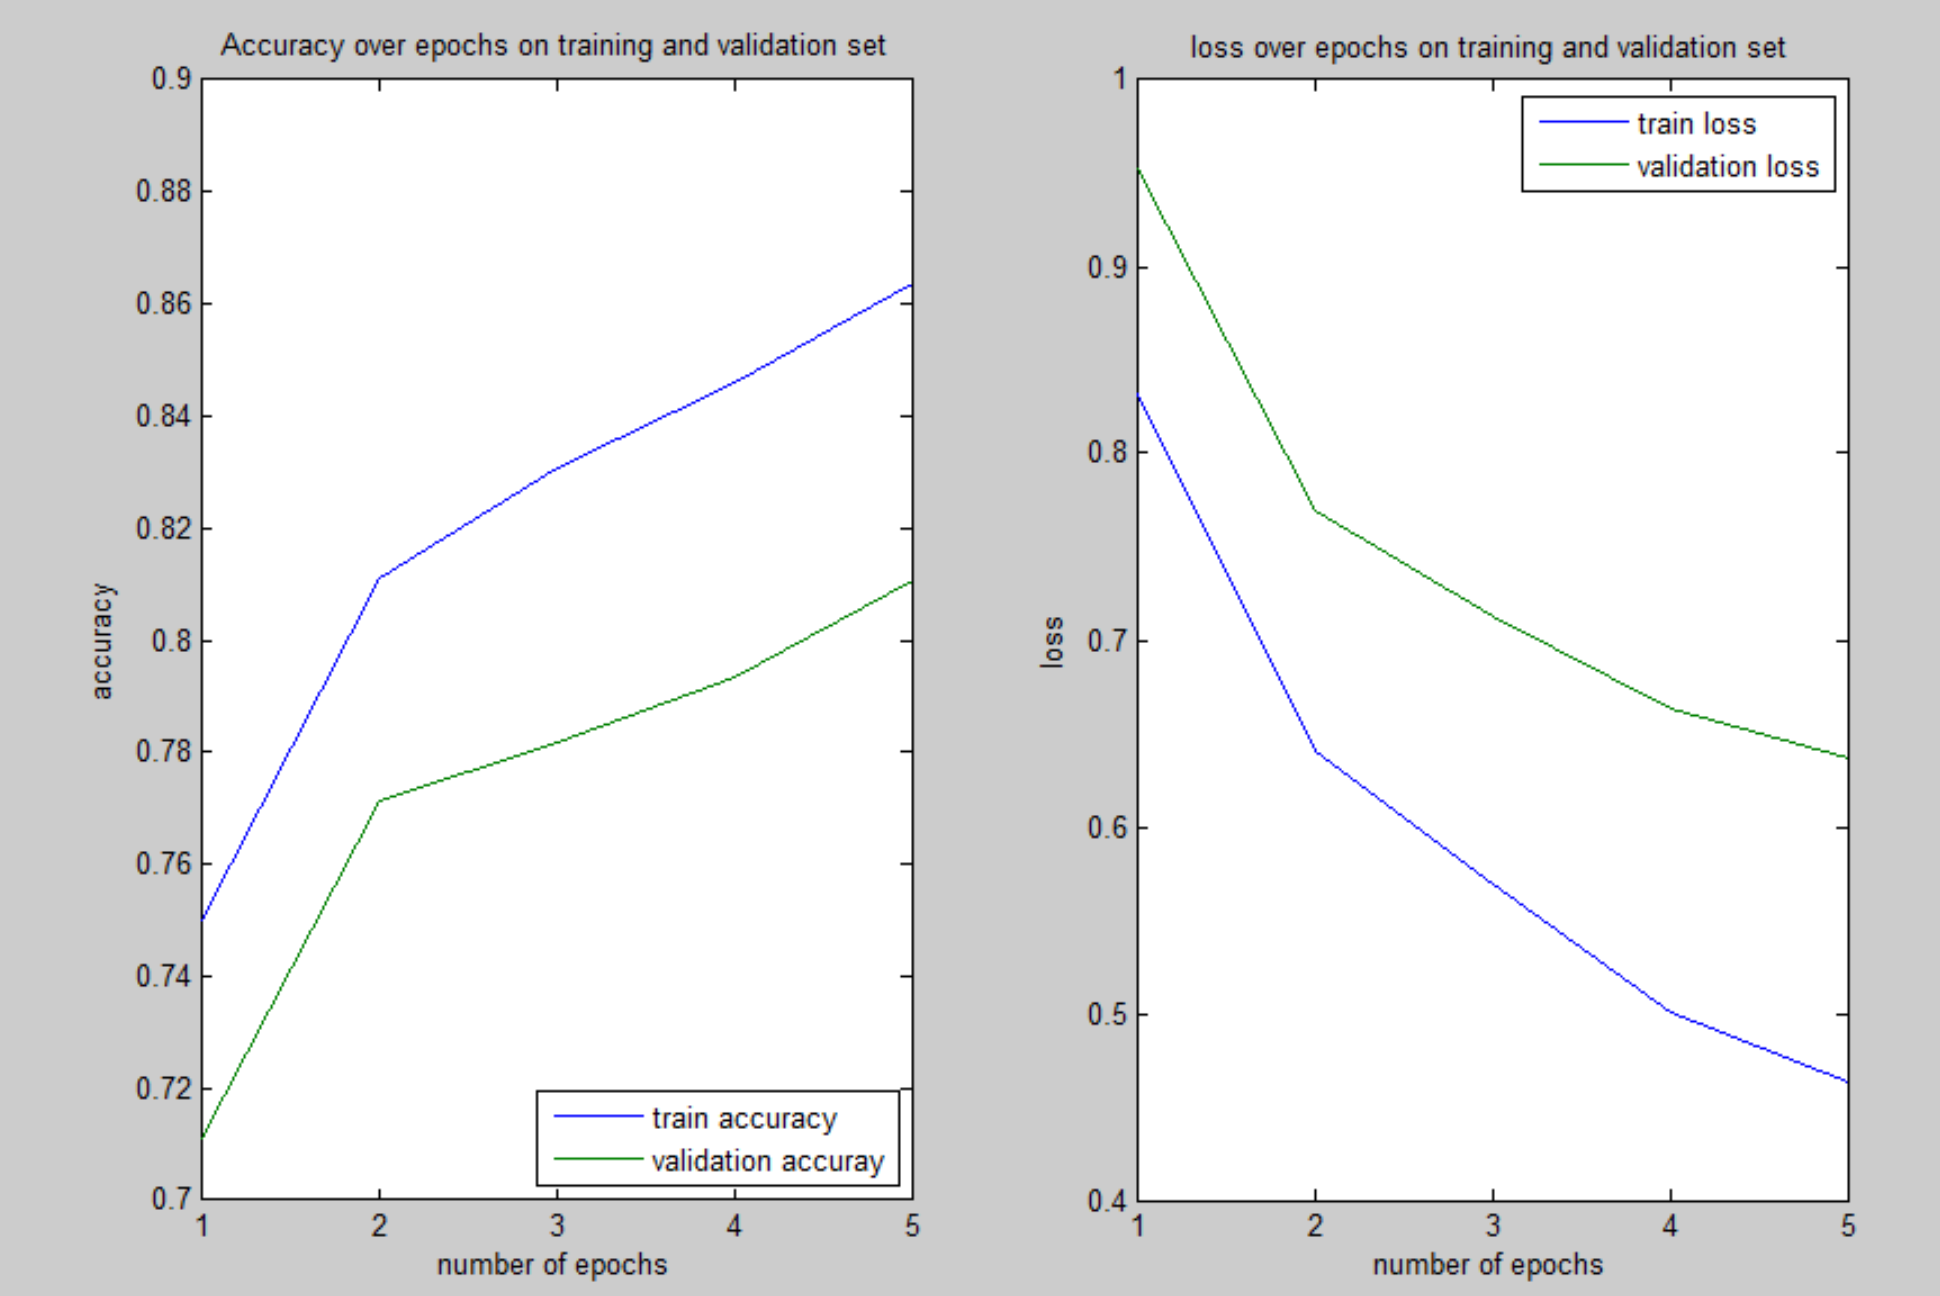 Accuracy over epochs on training and validation set
0.9
0.88
0.86
0.84
0.82
0.8
0.78
0.76
0.74
0.72
0.7
accuracy
train accuracy
validation accuray
1 2 3 4 5
number of epochs
loss over epochs on training and validation set
1
0.9
0.8
0.7
0.6
0.5
0.4
loss
train loss
validation loss
1 2 3 4 5
number of epochs